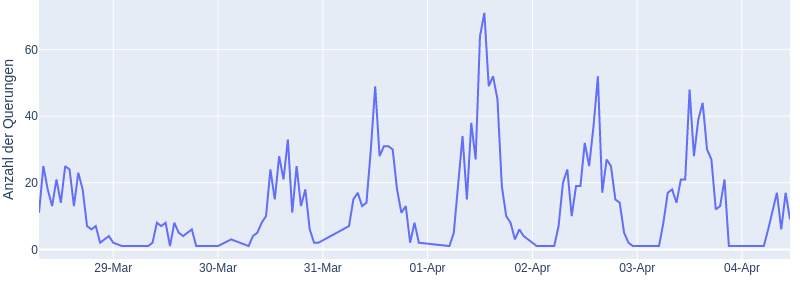 Anzahl der Querungen
60
40
20
0
29-Mar
30-Mar
31-Mar
01-Apr
02-Apr
03-Apr
04-Apr